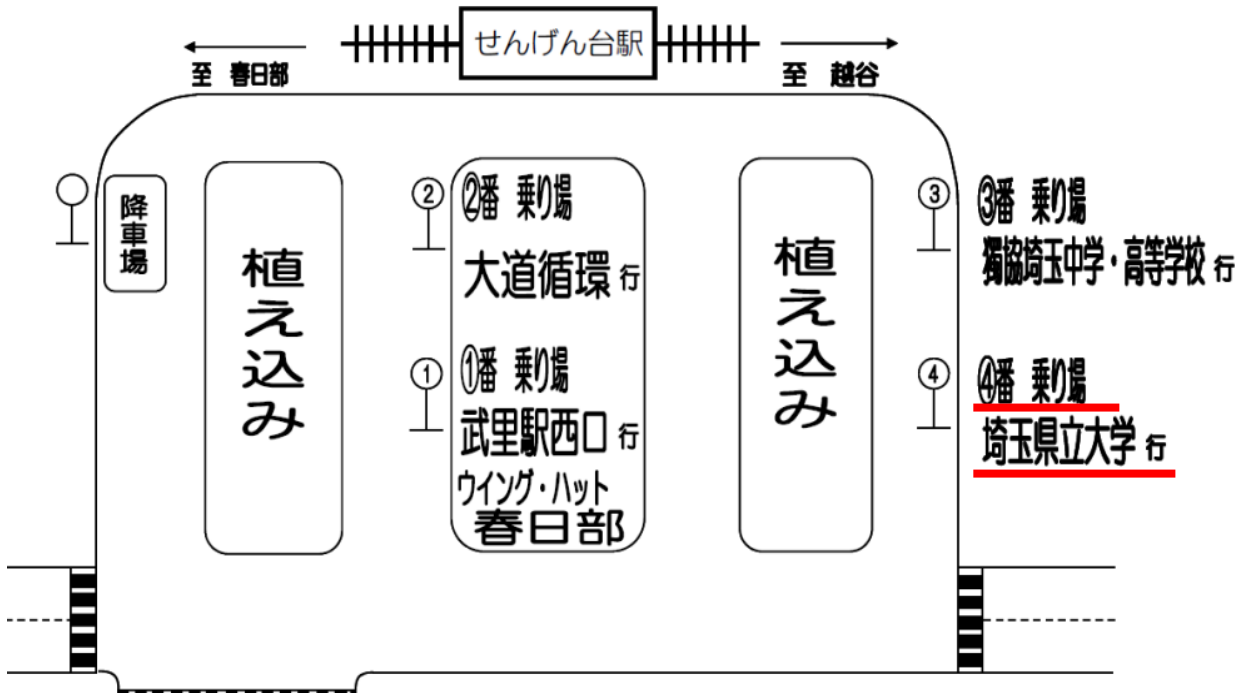 せんげん台駅
至 春日部
至 越谷
降車場
植え込み
②
②番 乗り場
大道循環 行
①
①番 乗り場
武里駅西口 行
ウイング・ハット
春日部
植え込み
③
③番 乗り場
獨協埼玉中学・高等学校 行
④
④番 乗り場
埼玉県立大学 行